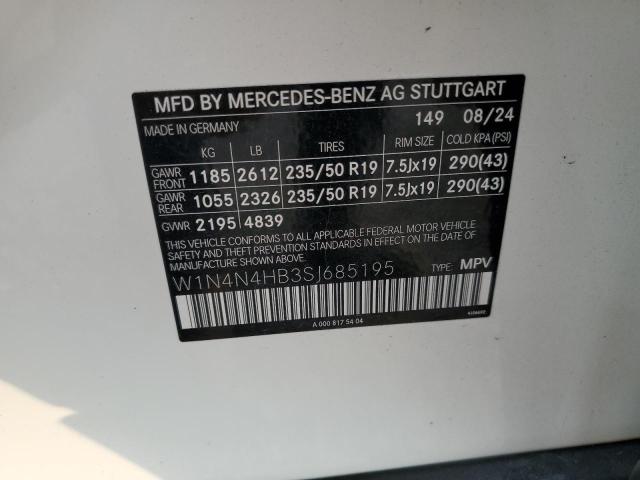 MFD BY MERCEDES-BENZ AG STUTTGART
149 08/24
MADE IN GERMANY
KG LB TIRES RIM SIZE COLD KPA(PSI)
GAWR FRONT 1185 2612 235/50 R19 7.5Jx19 290(43)
GAWR REAR 1055 2326 235/50 R19 7.5Jx19 290(43)
GVWR 2195 4839
THIS VEHICLE CONFORMS TO ALL APPLICABLE FEDERAL MOTOR VEHICLE
SAFETY AND THEFT PREVENTION STANDARDS IN EFFECT ON THE DATE OF
MANUFACTURE SHOWN ABOVE.
W1N4N4HB3SJ685195 TYPE: MPV
A 000 817 54 04